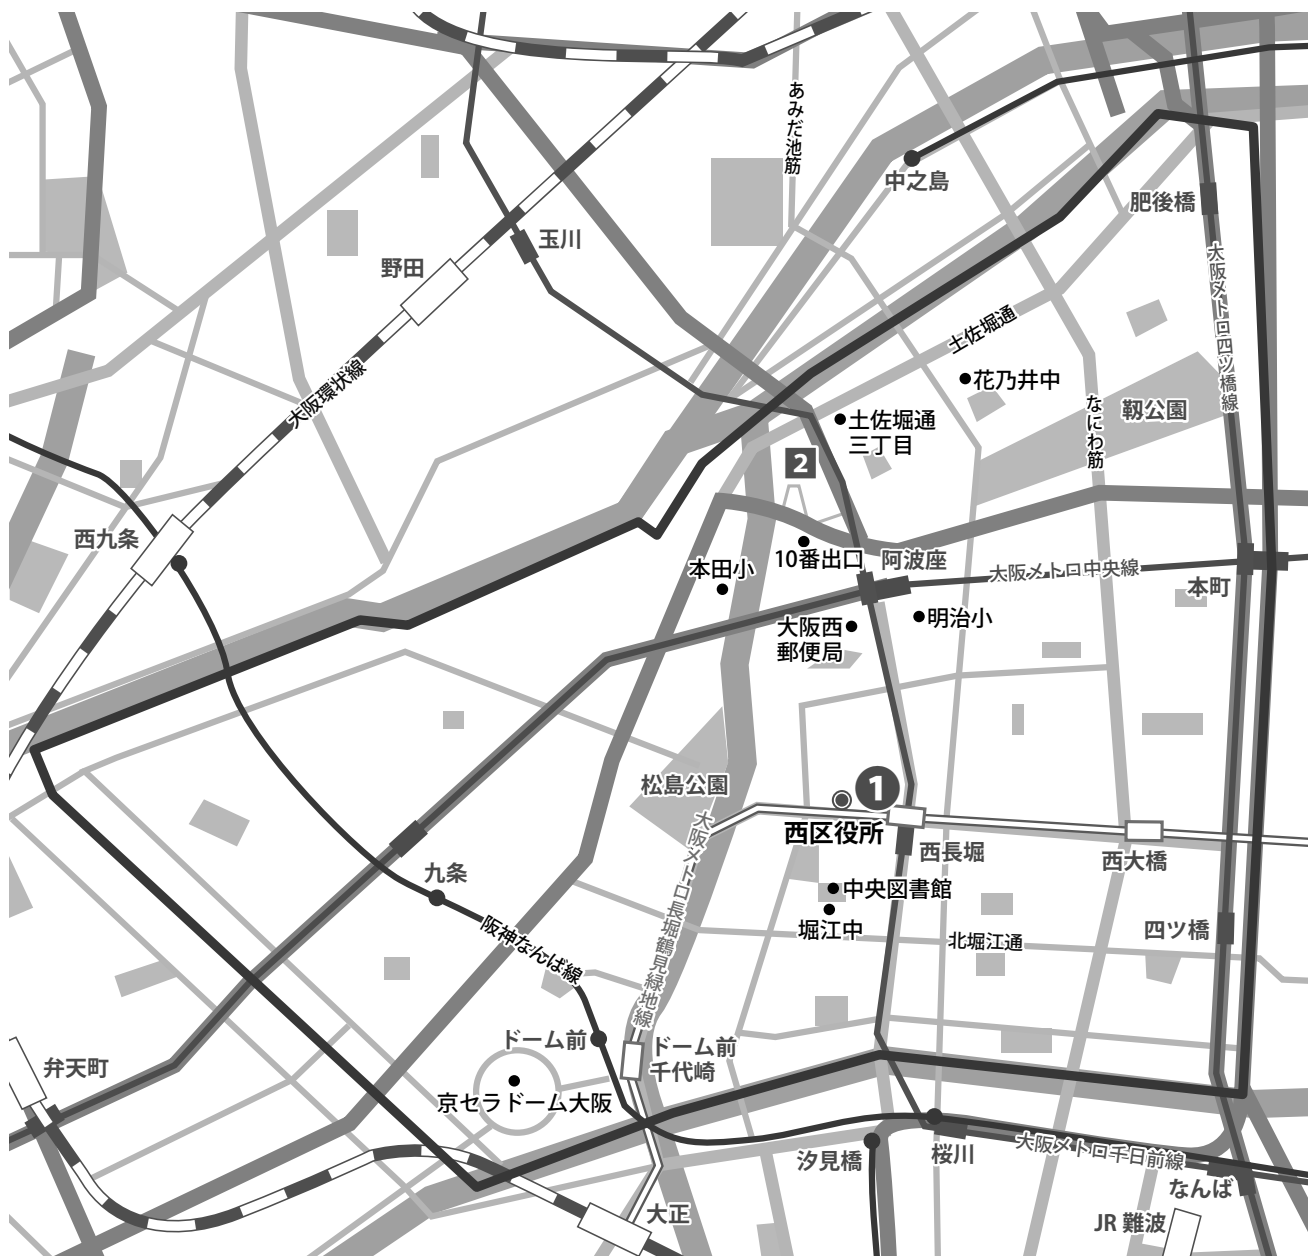 あみだ池筋
中之島
肥後橋
玉川
野田
大阪メトロ四ツ橋線
土佐堀通
花乃井中
大阪環状線
なにわ筋
靱公園
土佐堀通
三丁目
2
西九条
10番出口
阿波座
本田小
大阪メトロ中央線
本町
明治小
大阪西
郵便局
松島公園
1
西区役所
大阪メトロ長堀鶴見緑地線
西長堀
西大橋
九条
中央図書館
堀江中
四ツ橋
北堀江通
阪神なんば線
ドーム前
ドーム前
千代崎
弁天町
京セラドーム大阪
汐見橋
桜川
大阪メトロ千日前線
なんば
大正
JR 難波